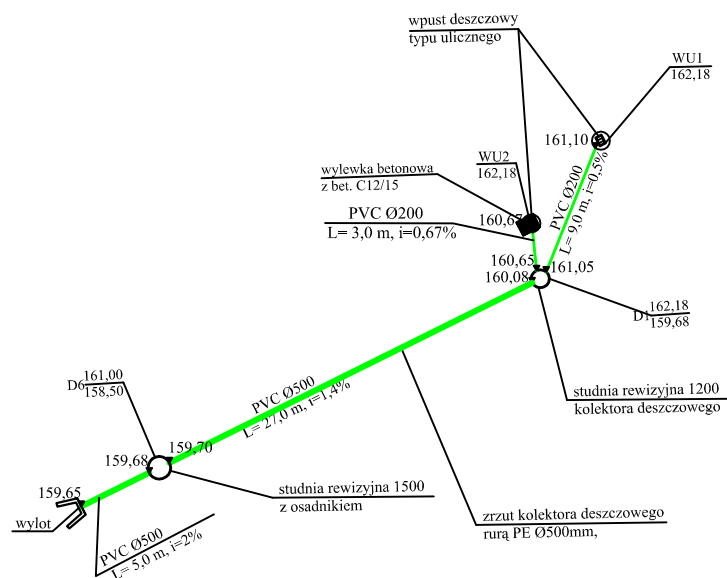 wpust deszczowy
typu ulicznego
WU1
162,18
161,10
WU2
162,18
wylewka betonowa
z bet. C12/15
PVC Ø200
L= 9,0 m, i=0,5%
PVC Ø200
L= 3,0 m, i=0,67%
160,67
160,65
160,08
161,05
162,18
D1
159,68
161,00
D6
158,50
PVC Ø500
L= 27,0 m, i=1,4%
studnia rewizyjna 1200
kolektora deszczowego
159,70
159,68
159,65
studnia rewizyjna 1500
z osadnikiem
wylot
PVC Ø500
L= 5,0 m, i=2%
zrzut kolektora deszczowego
rurą PE Ø500mm,